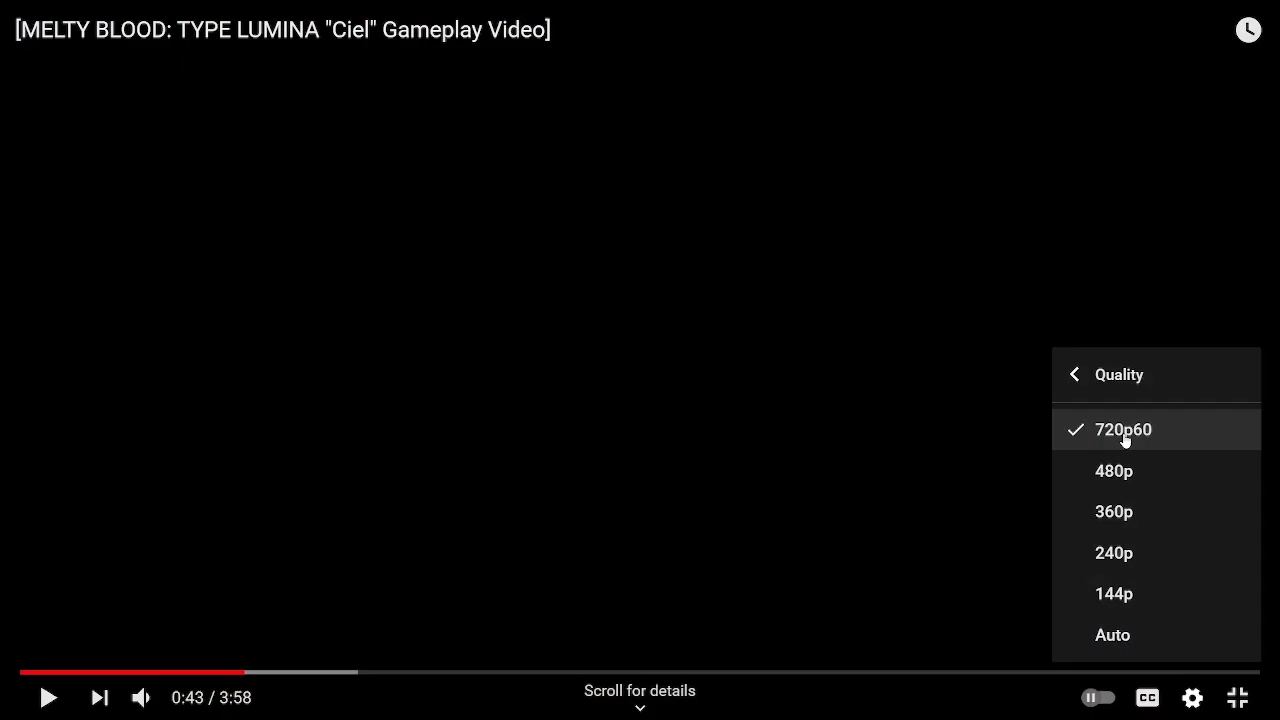 [MELTY BLOOD: TYPE LUMINA "Ciel" Gameplay Video]
Quality
720p60
480p
360p
240p
144p
Auto
0:43 / 3:58
Scroll for details
CC